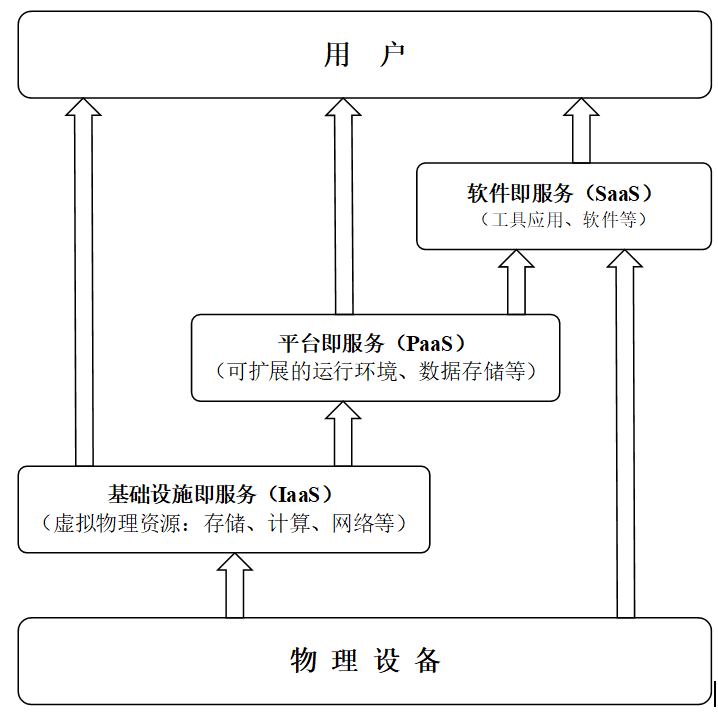 用 户
软件即服务（SaaS）
（工具应用、软件等）
平台即服务（PaaS）
（可扩展的运行环境、数据存储等）
基础设施即服务（IaaS）
（虚拟物理资源：存储、计算、网络等）
物 理 设 备